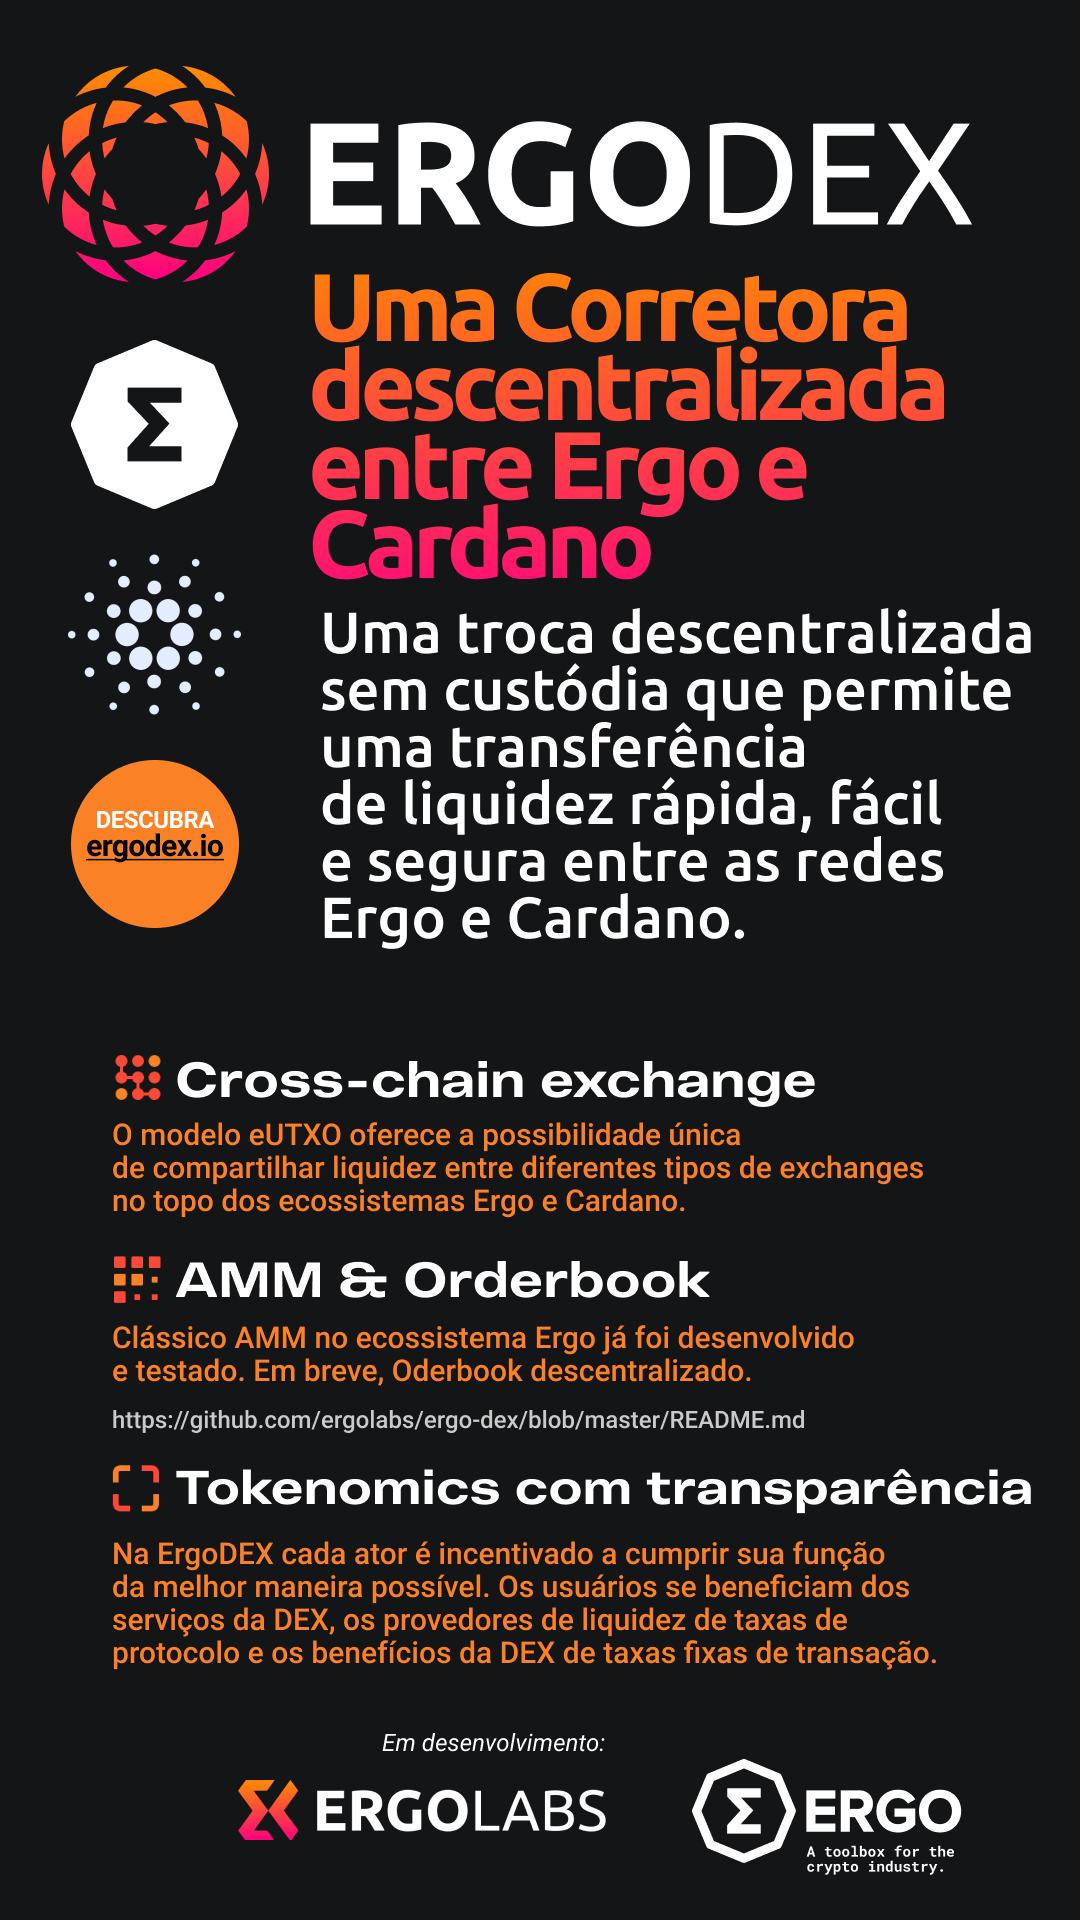 ERGODEX
Uma Corretora
descentralizada
entre Ergo e
Cardano
Uma troca descentralizada
sem custódia que permite
uma transferência
de liquidez rápida, fácil
e segura entre as redes
Ergo e Cardano.
DESCUBRA
ergodex.io
Cross-chain exchange
O modelo eUTXO oferece a possibilidade única
de compartilhar liquidez entre diferentes tipos de exchanges
no topo dos ecossistemas Ergo e Cardano.
AMM & Orderbook
Clássico AMM no ecossistema Ergo já foi desenvolvido
e testado. Em breve, Oderbook descentralizado.
https://github.com/ergolabs/ergo-dex/blob/master/README.md
Tokenomics com transparência
Na ErgoDEX cada ator é incentivado a cumprir sua função
da melhor maneira possível. Os usuários se beneficiam dos
serviços da DEX, os provedores de liquidez de taxas de
protocolo e os benefícios da DEX de taxas fixas de transação.
Em desenvolvimento:
ERGOLABS
ERGO
A toolbox for the
crypto industry.